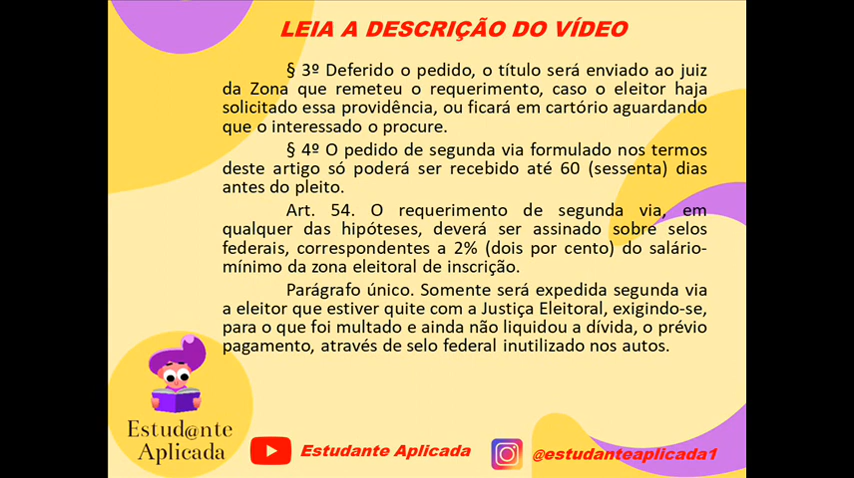 LEIA A DESCRIÇÃO DO VÍDEO
§ 3º Deferido o pedido, o título será enviado ao juiz
da Zona que remeteu o requerimento, caso o eleitor haja
solicitado essa providência, ou ficará em cartório aguardando
que o interessado o procure.
§ 4º O pedido de segunda via formulado nos termos
deste artigo só poderá ser recebido até 60 (sessenta) dias
antes do pleito.
Art. 54. O requerimento de segunda via, em
qualquer das hipóteses, deverá ser assinado sobre selos
federais, correspondentes a 2% (dois por cento) do salário-
mínimo da zona eleitoral de inscrição.
Parágrafo único. Somente será expedida segunda via
a eleitor que estiver quite com a Justiça Eleitoral, exigindo-se,
para o que foi multado e ainda não liquidou a dívida, o prévio
pagamento, através de selo federal inutilizado nos autos.
Estud@nte
Aplicada
Estudante Aplicada
@estudanteaplicada1